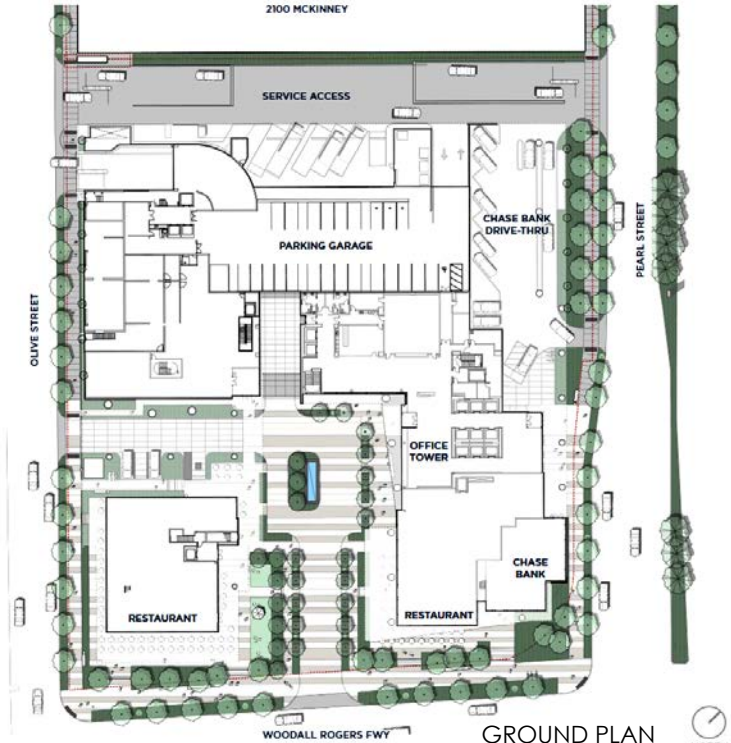 2100 MCKINNEY
SERVICE ACCESS
CHASE BANK
DRIVE-THRU
PARKING GARAGE
PEARL STREET
OLIVE STREET
OFFICE
TOWER
CHASE
BANK
RESTAURANT
RESTAURANT
WOODALL ROGERS FWY
GROUND PLAN